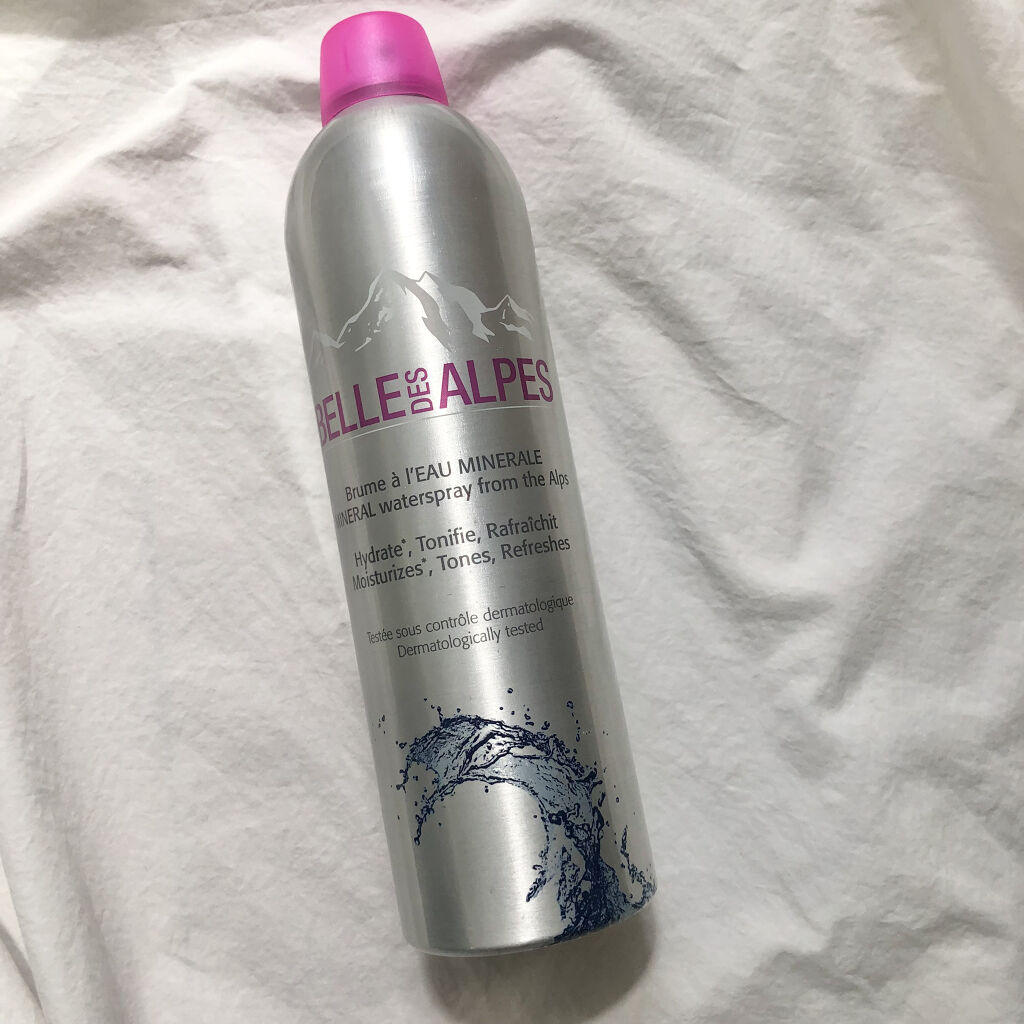 BELLE DES ALPES
Brume à l'EAU MINERALE
MINERAL waterspray from the Alps
Hydrate*, Tonifie, Rafraîchit
Moisturizes*, Tones, Refreshes
Testée sous contrôle dermatologique
Dermatologically tested